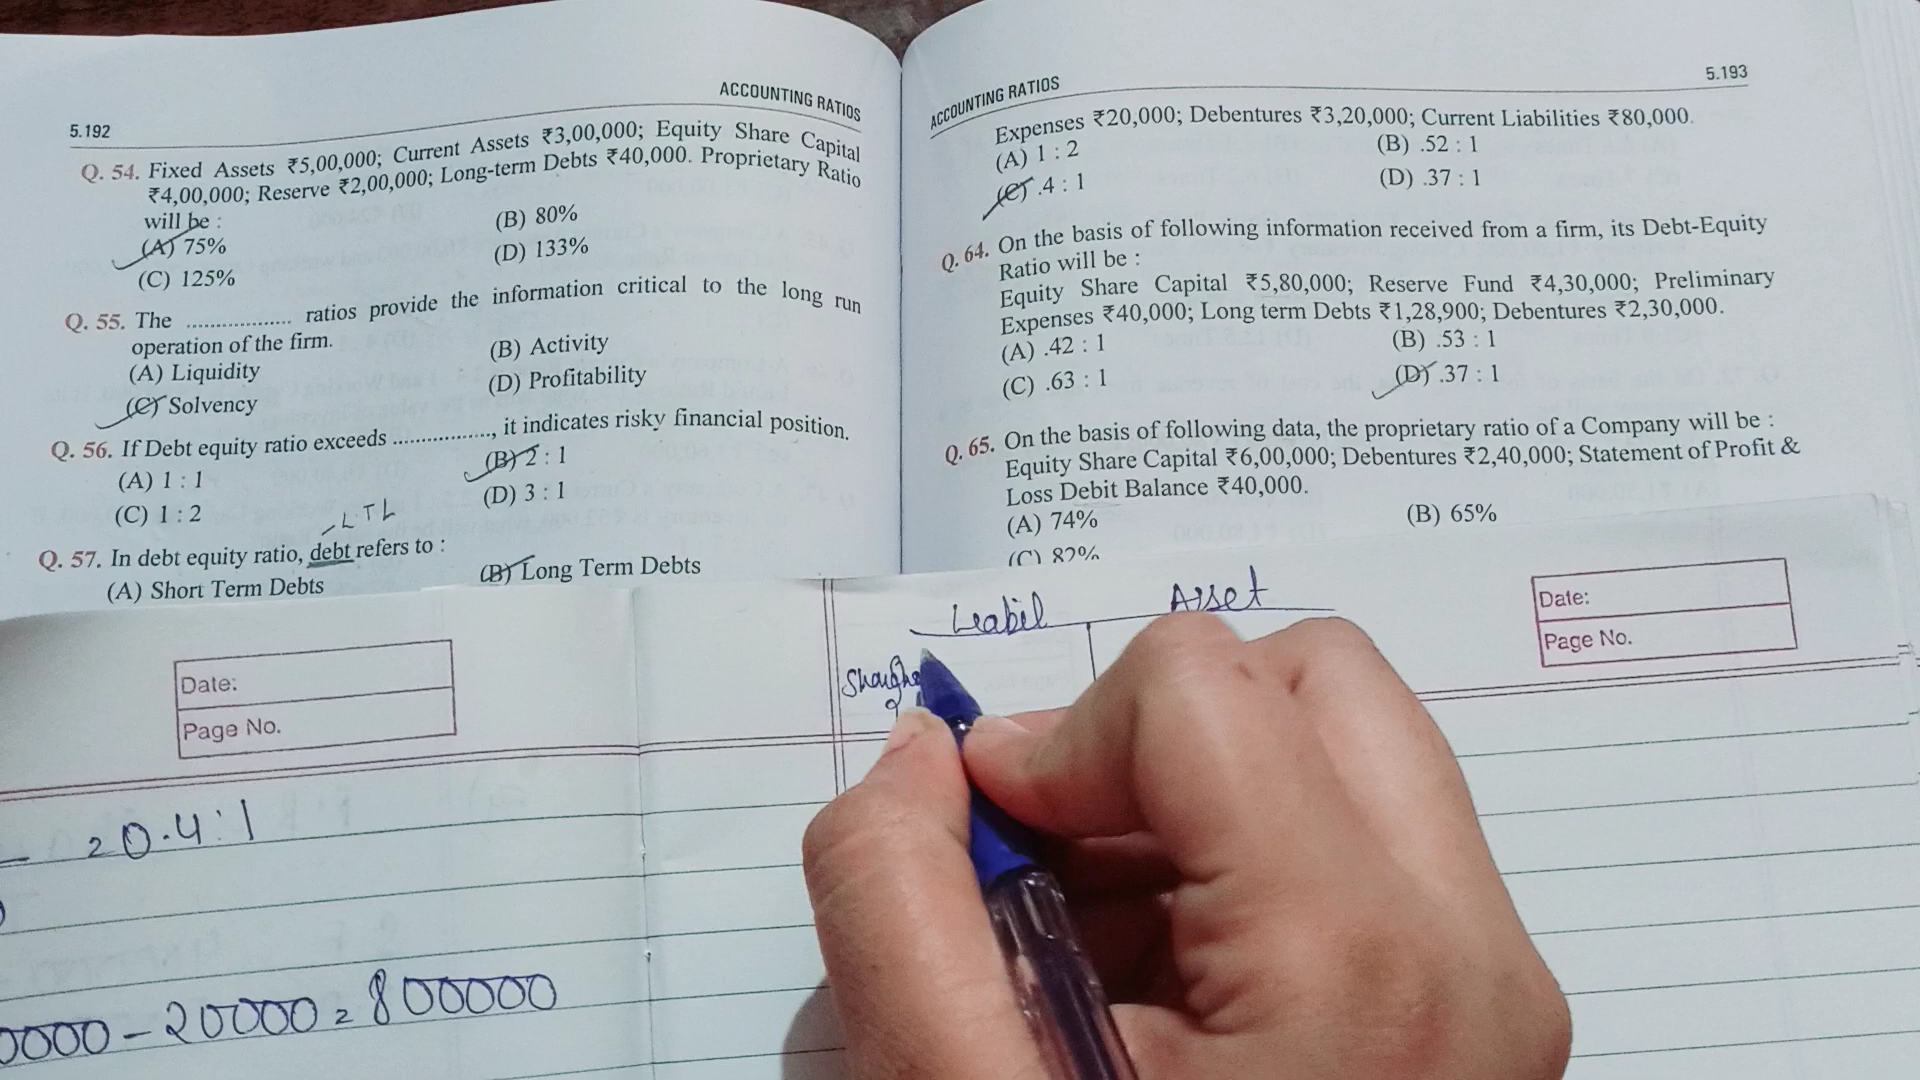 5.192
ACCOUNTING RATIOS
Q. 54. Fixed Assets ₹5,00,000; Current Assets ₹3,00,000; Equity Share Capital
₹4,00,000; Reserve ₹2,00,000; Long-term Debts ₹40,000. Proprietary Ratio
will be :
(A) 75%
(B) 80%
(C) 125%
(D) 133%
Q. 55. The .................. ratios provide the information critical to the long run
operation of the firm.
(A) Liquidity
(B) Activity
(C) Solvency
(D) Profitability
Q. 56. If Debt equity ratio exceeds ................., it indicates risky financial position.
(A) 1 : 1
(B) 2 : 1
(C) 1 : 2
(D) 3 : 1
LTL
Q. 57. In debt equity ratio, debt refers to :
(A) Short Term Debts
(B) Long Term Debts
Date:
Page No.
20.4:1
0000 - 20000 = 800000
ACCOUNTING RATIOS
5.193
Expenses ₹20,000; Debentures ₹3,20,000; Current Liabilities ₹80,000.
(A) 1 : 2
(B) .52 : 1
(C) .4 : 1
(D) .37 : 1
Q. 64. On the basis of following information received from a firm, its Debt-Equity
Ratio will be :
Equity Share Capital ₹5,80,000; Reserve Fund ₹4,30,000; Preliminary
Expenses ₹40,000; Long term Debts ₹1,28,900; Debentures ₹2,30,000.
(A) .42 : 1
(B) .53 : 1
(C) .63 : 1
(D) .37 : 1
Q. 65. On the basis of following data, the proprietary ratio of a Company will be :
Equity Share Capital ₹6,00,000; Debentures ₹2,40,000; Statement of Profit &
Loss Debit Balance ₹40,000.
(A) 74%
(B) 65%
(C) 82%
Leabil Asset
Date:
Page No.